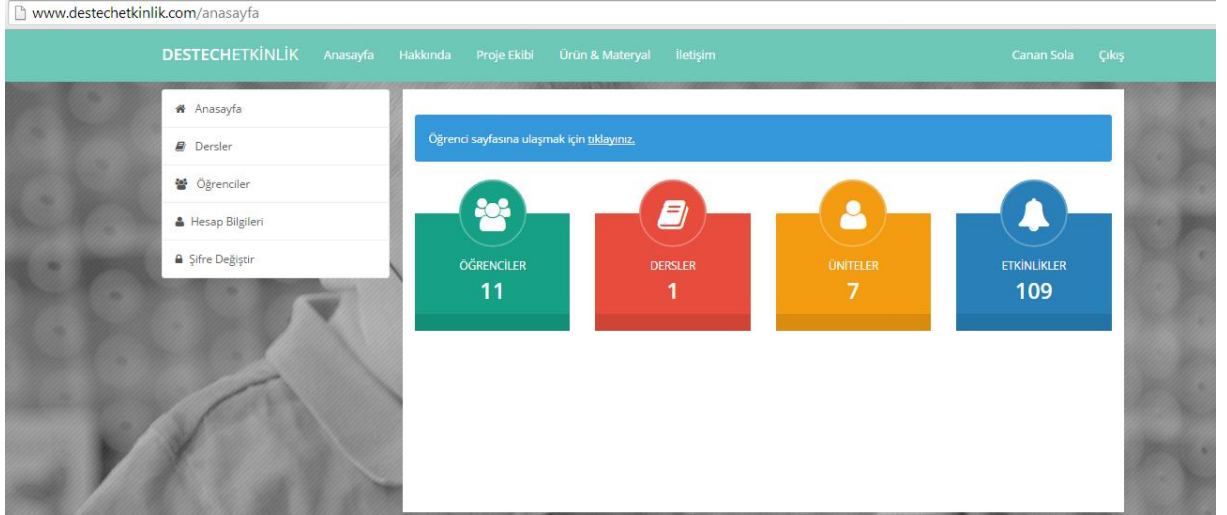 www.destechetkinlik.com/anasayfa
DESTECHETKİNLİK Anasayfa Hakkında Proje Ekibi Ürün & Materyal İletişim Canan Sola Çıkış
Anasayfa
Dersler
Öğrenciler
Hesap Bilgileri
Şifre Değiştir
Öğrenci sayfasına ulaşmak için tıklayınız.
ÖĞRENCİLER
11
DERSLER
1
ÜNİTELER
7
ETKİNLİKLER
109